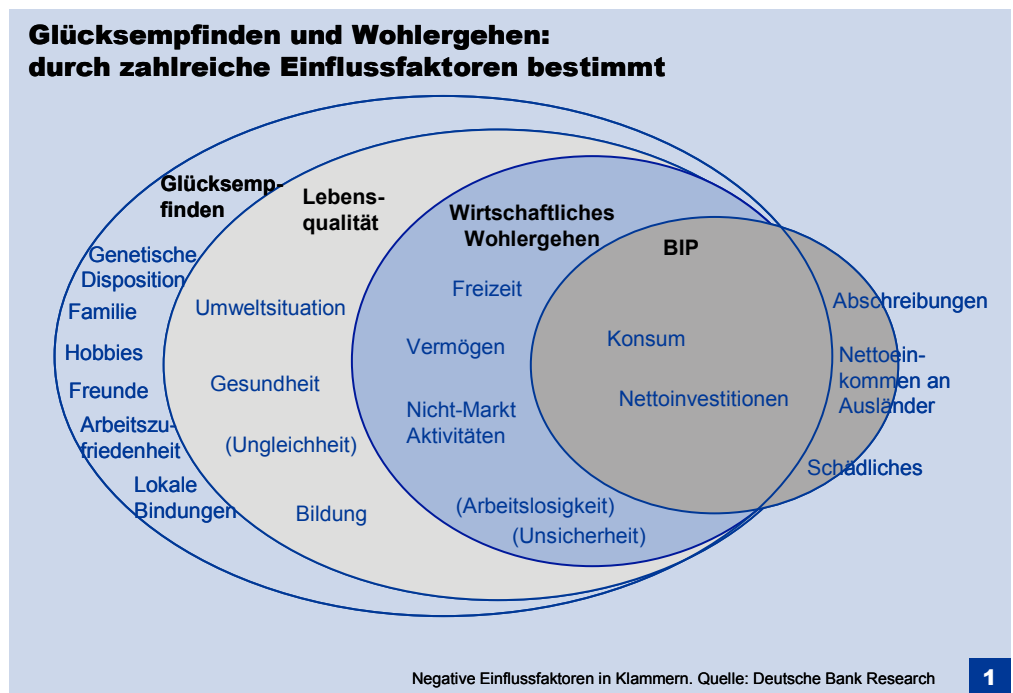 Glücksempfinden und Wohlergehen:
durch zahlreiche Einflussfaktoren bestimmt
Glücksemp-
finden
Genetische
Disposition
Familie
Hobbies
Freunde
Arbeitszu-
friedenheit
Lokale
Bindungen
Lebens-
qualität
Umweltsituation
Gesundheit
(Ungleichheit)
Bildung
Wirtschaftliches
Wohlergehen
Freizeit
Vermögen
Nicht-Markt
Aktivitäten
(Arbeitslosigkeit)
(Unsicherheit)
BIP
Konsum
Nettoinvestitionen
Abschreibungen
Nettoein-
kommen an
Ausländer
Schädliches
Negative Einflussfaktoren in Klammern. Quelle: Deutsche Bank Research
1